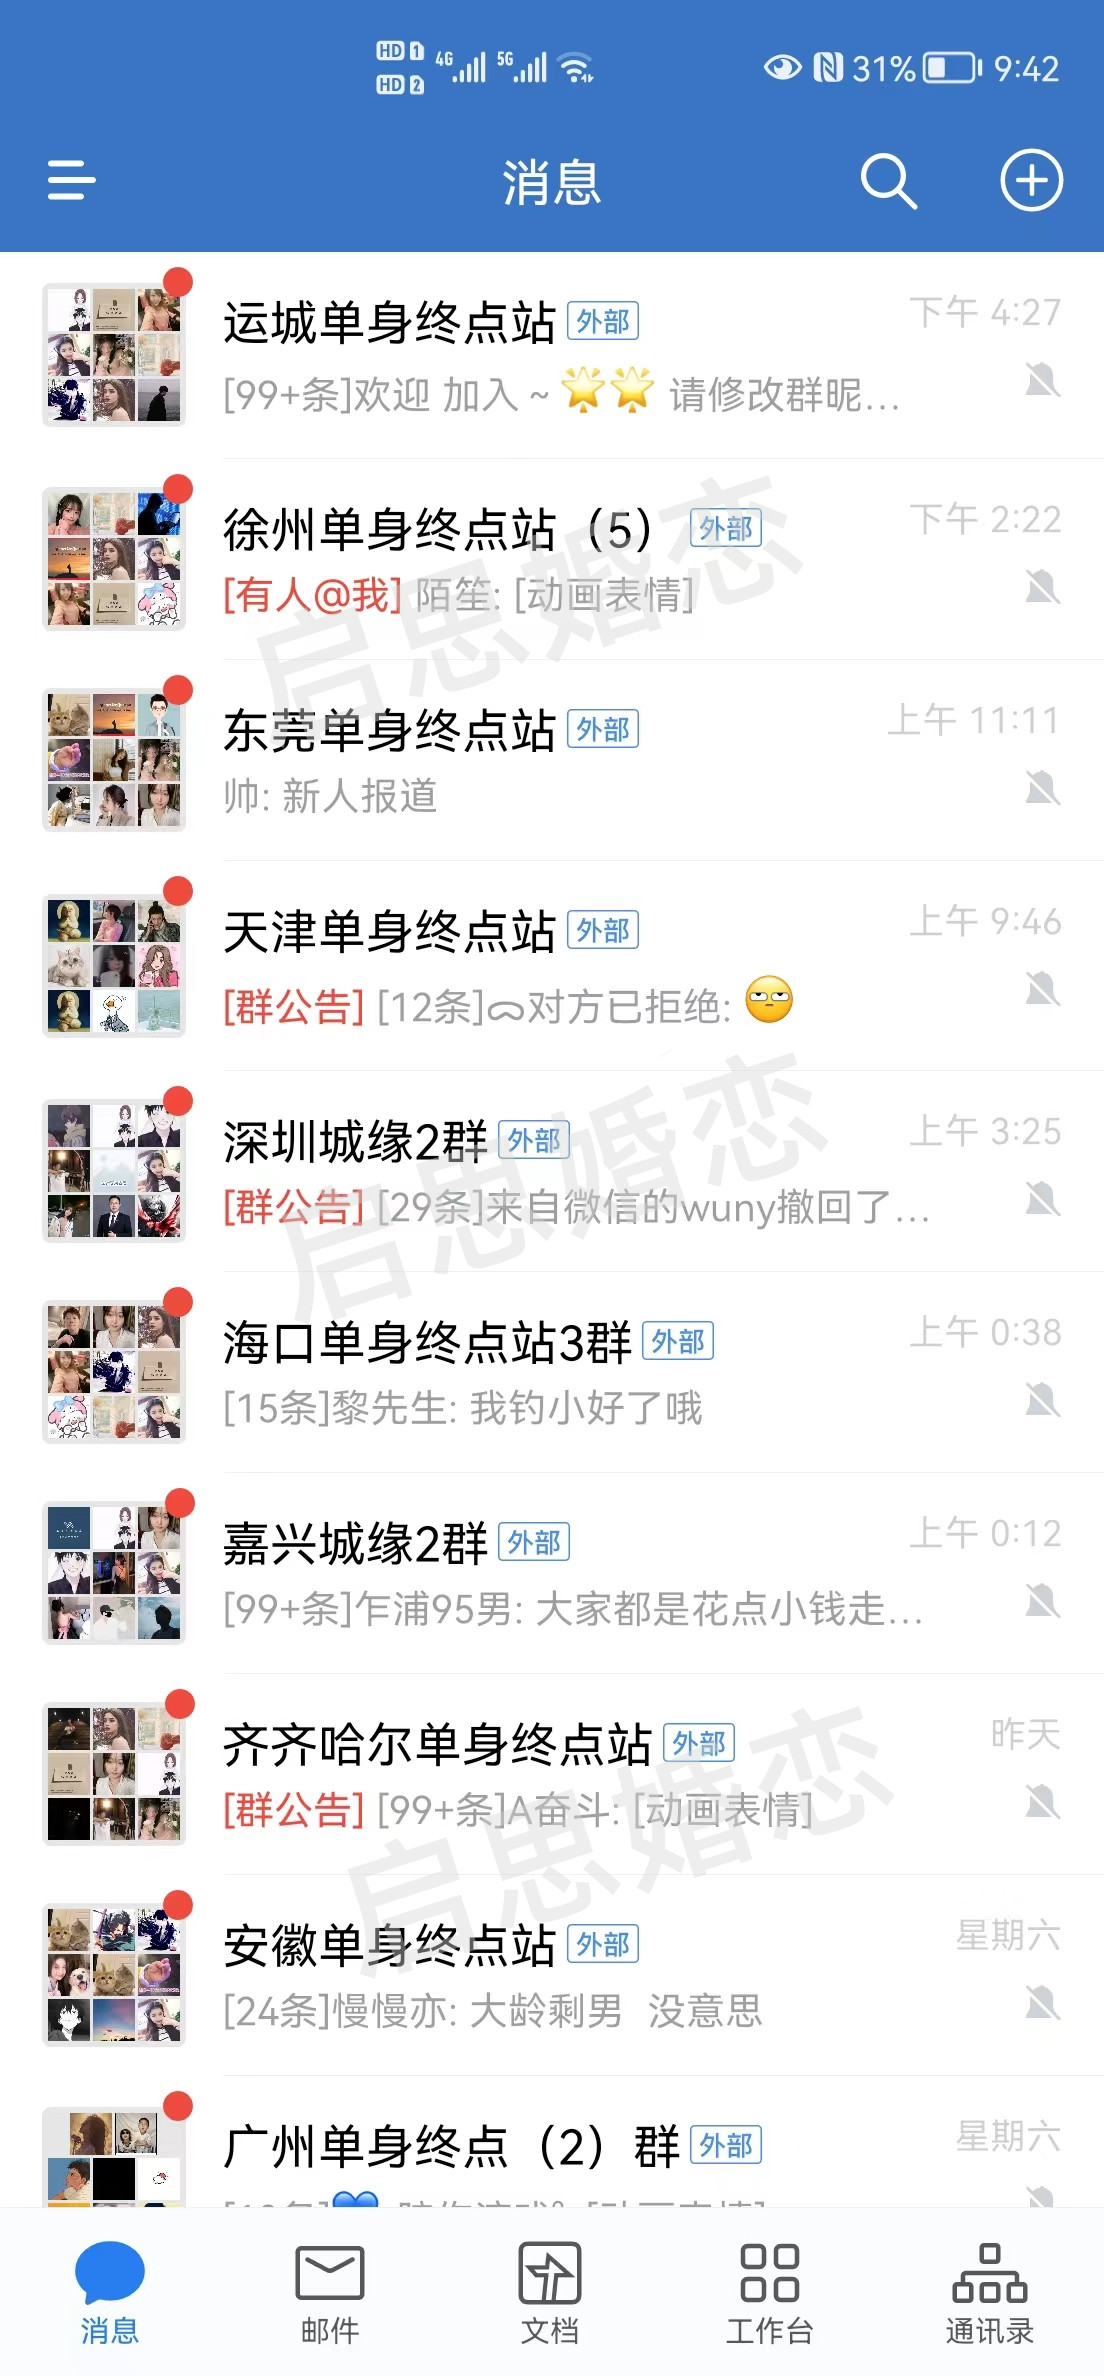 HD 1 4G 5G 31% 9:42
HD 2
消息
运城单身终点站 外部 下午 4:27
[99+条]欢迎 加入 ~ 🌟🌟 请修改群昵...
徐州单身终点站（5） 外部 下午 2:22
[有人@我] 陌笙: [动画表情]
启思婚恋
东莞单身终点站 外部 上午 11:11
帅: 新人报道
天津单身终点站 外部 上午 9:46
[群公告] [12条]对方已拒绝: 🙄
深圳城缘2群 外部 上午 3:25
[群公告] [29条]来自微信的wuny撤回了...
启思婚恋
海口单身终点站3群 外部 上午 0:38
[15条]黎先生: 我钓小好了哦
嘉兴城缘2群 外部 上午 0:12
[99+条]乍浦95男: 大家都是花点小钱走...
齐齐哈尔单身终点站 外部 昨天
[群公告] [99+条]A奋斗: [动画表情]
启思婚恋
安徽单身终点站 外部 星期六
[24条]慢慢亦: 大龄剩男 没意思
广州单身终点（2）群 外部 星期六
消息 邮件 文档 工作台 通讯录